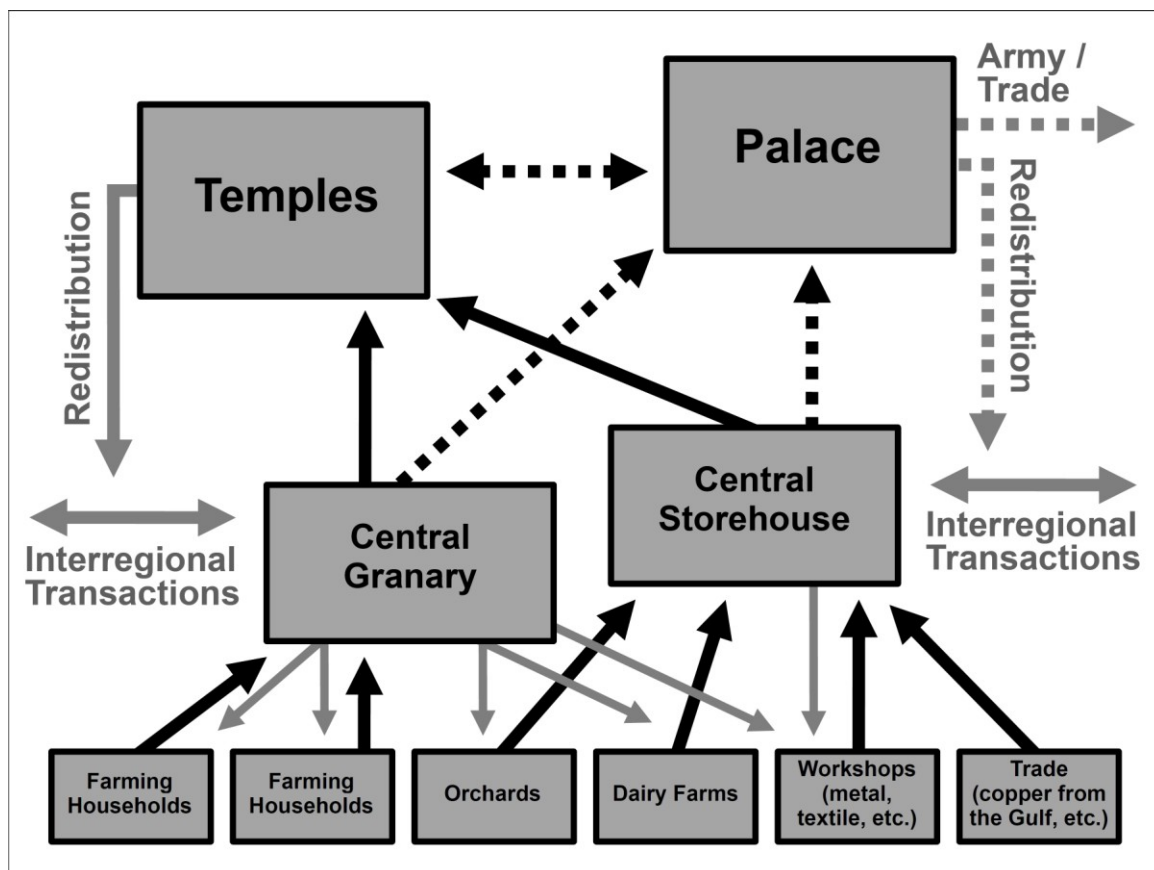 Army /
Trade
Palace
Temples
Redistribution
Redistribution
Central
Storehouse
Central
Granary
Interregional
Transactions
Interregional
Transactions
Farming
Households
Farming
Households
Orchards
Dairy Farms
Workshops
(metal,
textile, etc.)
Trade
(copper from
the Gulf, etc.)